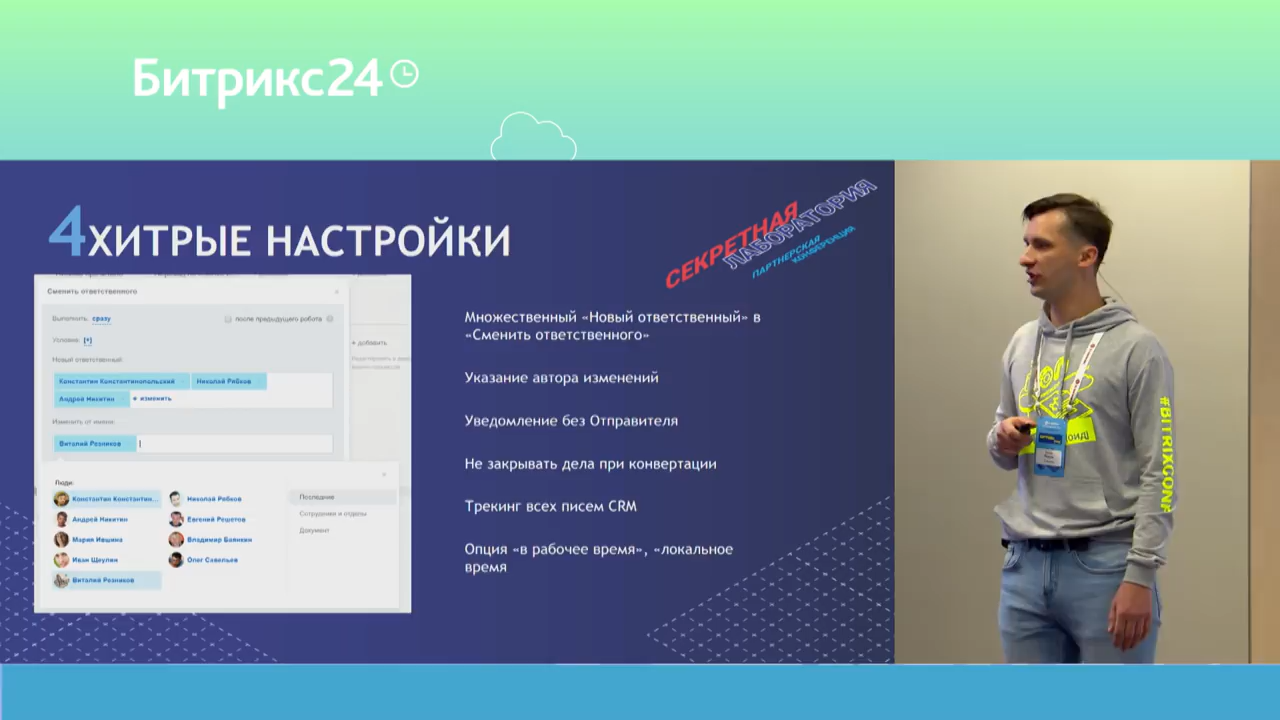 Битрикс24
4 ХИТРЫЕ НАСТРОЙКИ
СЕКРЕТНАЯ
ЛАБОРАТОРИЯ
ПАРТНЕРСКАЯ
КОНФЕРЕНЦИЯ
Сменить ответственного
Выполнить: сразу
после предыдущего робота
Условие:
+ добавить
Новый ответственный:
Константин Константинопольский
Николай Рябков
Андрей Никитин
+ изменить
Изменить от имени:
Виталий Резников
Люди:
Константин Константин...
Николай Рябков
Андрей Никитин
Евгений Решетов
Мария Ившина
Владимир Баянкин
Иван Щаулин
Олег Савельев
Виталий Резников
Последние
Сотрудники и отделы
Документ
Множественный «Новый ответственный» в
«Сменить ответственного»
Указание автора изменений
Уведомление без Отправителя
Не закрывать дела при конвертации
Трекинг всех писем CRM
Опция «в рабочее время», «локальное
время
#BITRIXCONF